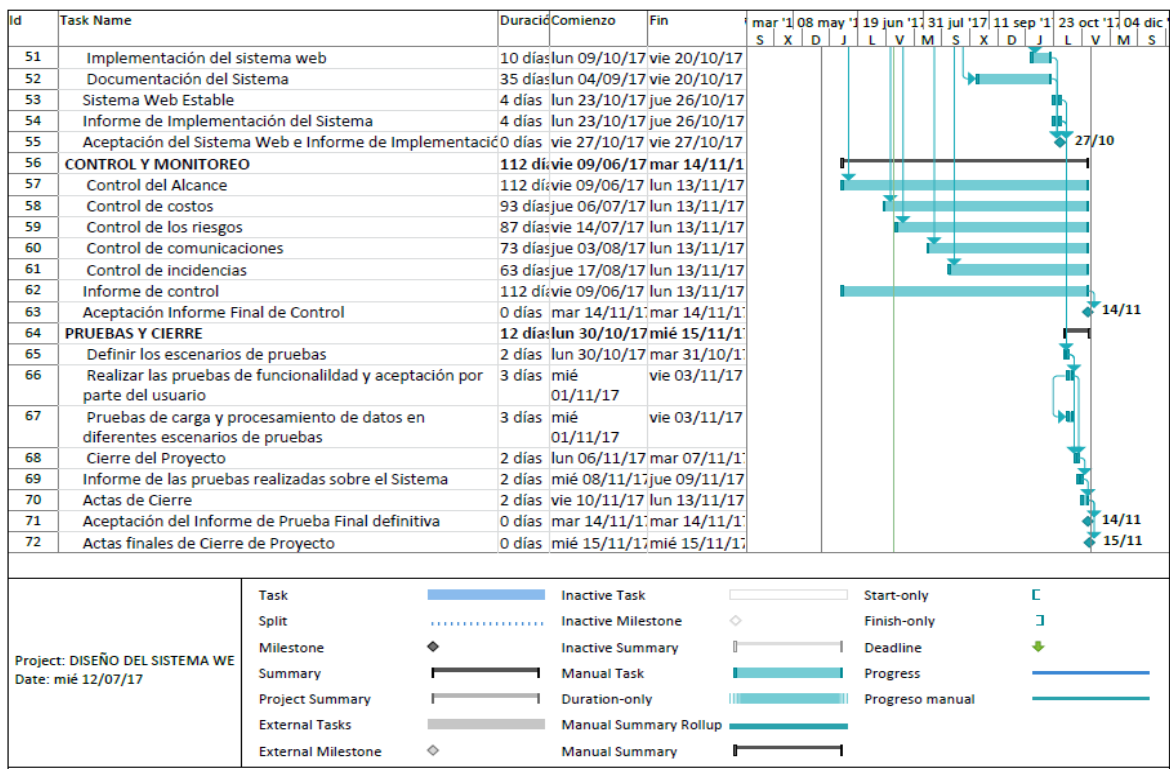 Id Task Name Duració Comienzo Fin mar '1 08 may '1 19 jun '17 31 jul '17 11 sep '1 23 oct '17 04 dic '
S X D J L V M S X D J L V M S
51 Implementación del sistema web 10 días lun 09/10/17 vie 20/10/17
52 Documentación del Sistema 35 días lun 04/09/17 vie 20/10/17
53 Sistema Web Estable 4 días lun 23/10/17 jue 26/10/17
54 Informe de Implementación del Sistema 4 días lun 23/10/17 jue 26/10/17
55 Aceptación del Sistema Web e Informe de Implementació 0 días vie 27/10/17 vie 27/10/17 27/10
56 CONTROL Y MONITOREO 112 día vie 09/06/17 mar 14/11/1
57 Control del Alcance 112 día vie 09/06/17 lun 13/11/17
58 Control de costos 93 días jue 06/07/17 lun 13/11/17
59 Control de los riesgos 87 días vie 14/07/17 lun 13/11/17
60 Control de comunicaciones 73 días jue 03/08/17 lun 13/11/17
61 Control de incidencias 63 días jue 17/08/17 lun 13/11/17
62 Informe de control 112 día vie 09/06/17 lun 13/11/17
63 Aceptación Informe Final de Control 0 días mar 14/11/1 mar 14/11/1 14/11
64 PRUEBAS Y CIERRE 12 días lun 30/10/17 mié 15/11/1
65 Definir los escenarios de pruebas 2 días lun 30/10/17 mar 31/10/1
66 Realizar las pruebas de funcionalildad y aceptación por 3 días mié vie 03/11/17
parte del usuario 01/11/17
67 Pruebas de carga y procesamiento de datos en 3 días mié vie 03/11/17
diferentes escenarios de pruebas 01/11/17
68 Cierre del Proyecto 2 días lun 06/11/17 mar 07/11/1
69 Informe de las pruebas realizadas sobre el Sistema 2 días mié 08/11/17 jue 09/11/17
70 Actas de Cierre 2 días vie 10/11/17 lun 13/11/17
71 Aceptación del Informe de Prueba Final definitiva 0 días mar 14/11/1 mar 14/11/1 14/11
72 Actas finales de Cierre de Proyecto 0 días mié 15/11/17 mié 15/11/17 15/11
Project: DISEÑO DEL SISTEMA WE
Date: mié 12/07/17
Task
Split
Milestone
Summary
Project Summary
External Tasks
External Milestone
Inactive Task
Inactive Milestone
Inactive Summary
Manual Task
Duration-only
Manual Summary Rollup
Manual Summary
Start-only
Finish-only
Deadline
Progress
Progreso manual